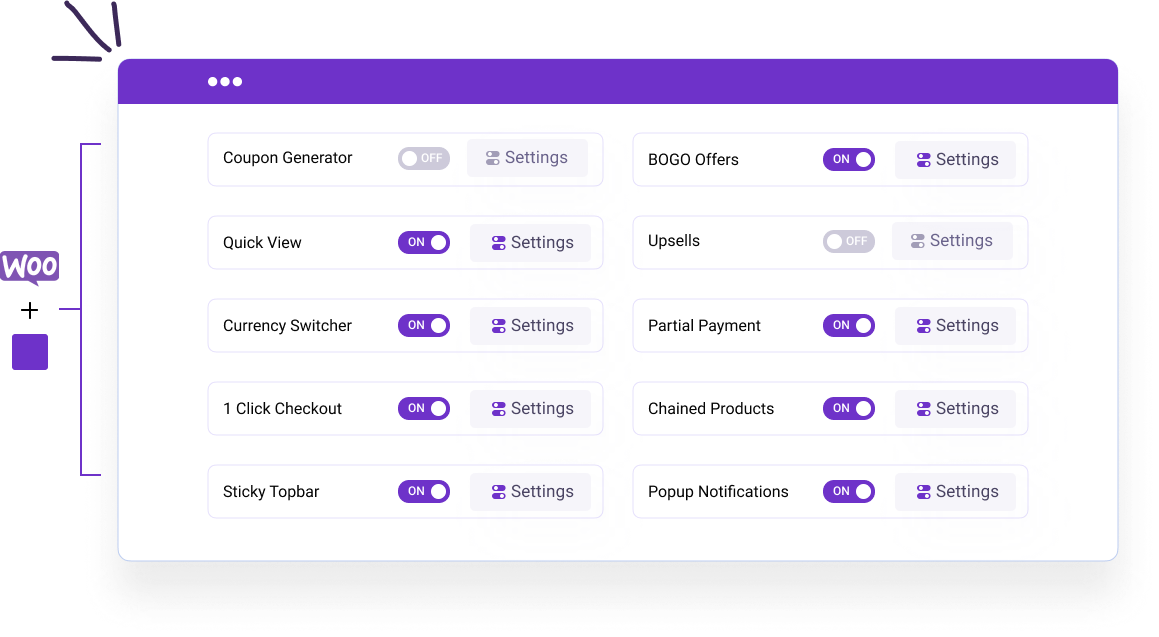 Coupon Generator OFF Settings
BOGO Offers ON Settings
Quick View ON Settings
Upsells OFF Settings
Woo
+
Currency Switcher ON Settings
Partial Payment ON Settings
1 Click Checkout ON Settings
Chained Products ON Settings
Sticky Topbar ON Settings
Popup Notifications ON Settings